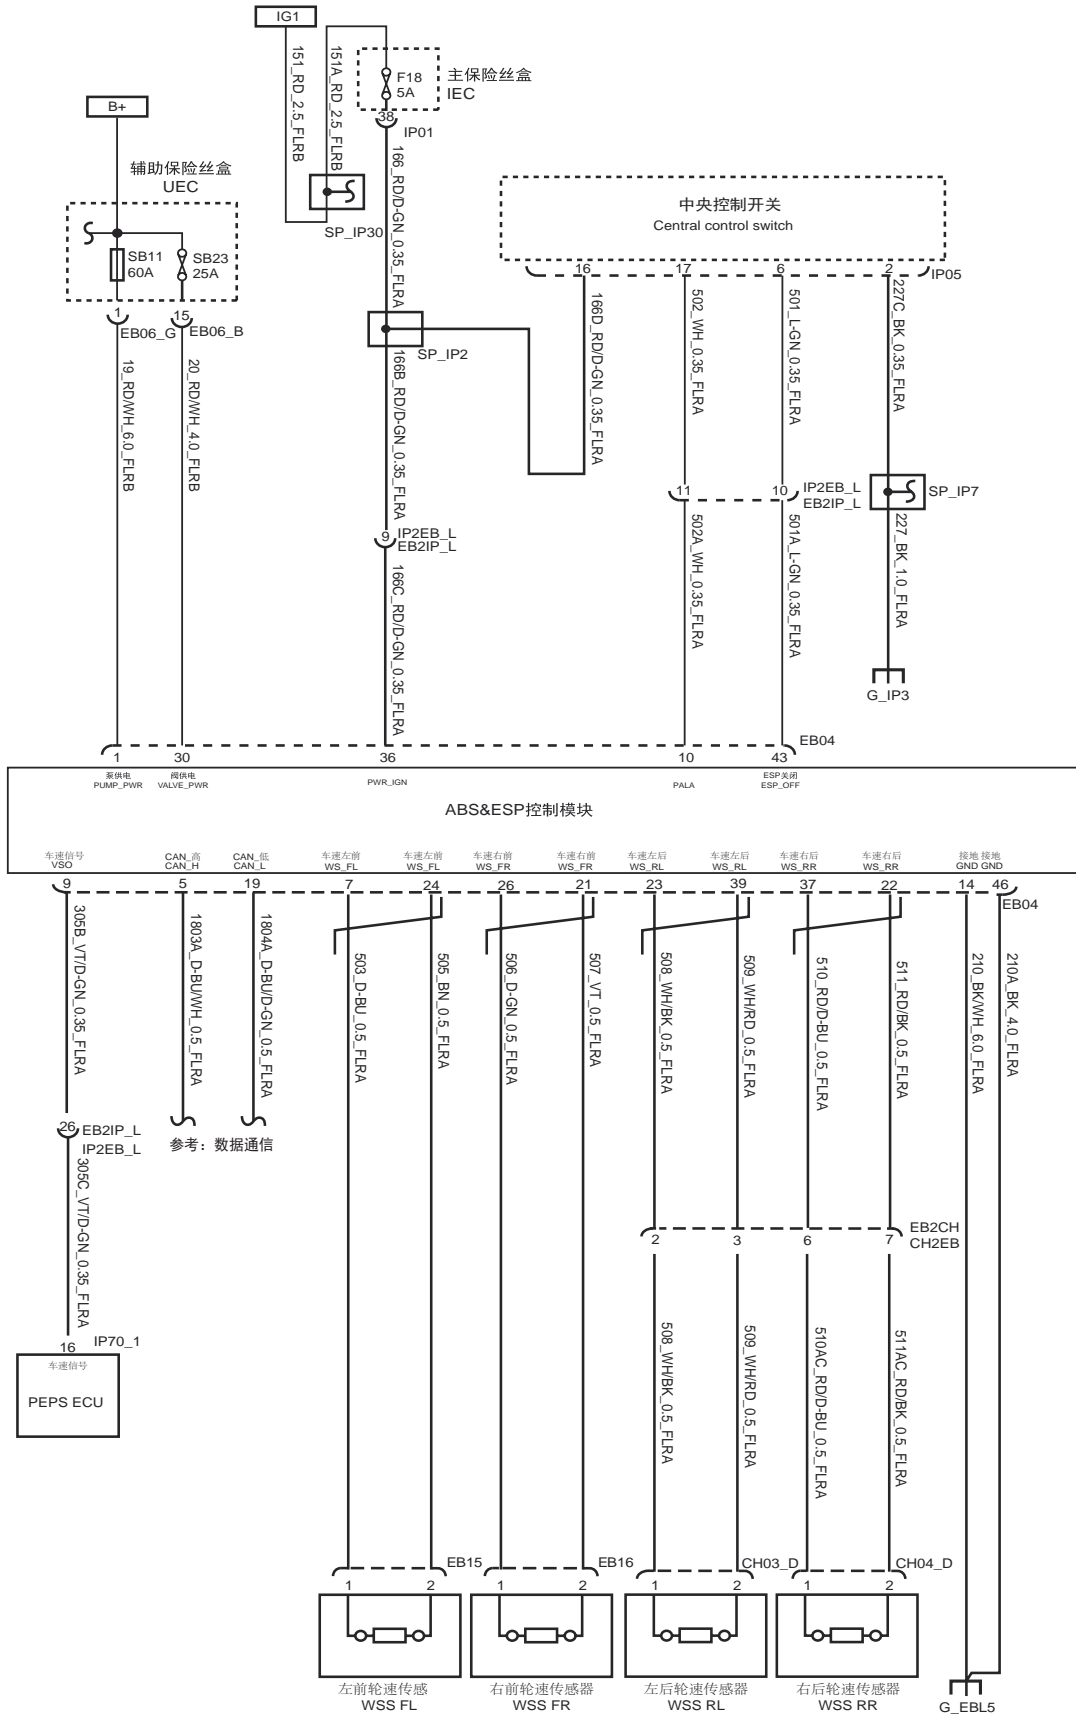 IG1
151_RD_2.5_FLRB
151A_RD_2.5_FLRB
F18
5A
主保险丝盒
IEC
38
IP01
B+
辅助保险丝盒
UEC
SB11
60A
SB23
25A
1
EB06_G
15
EB06_B
SP_IP30
166_RD/D-GN_0.35_FLRA
中央控制开关
Central control switch
16
17
6
2
IP05
19_RD/WH_6.0_FLRB
20_RD/WH_4.0_FLRB
SP_IP2
166B_RD/D-GN_0.35_FLRA
166D_RD/D-GN_0.35_FLRA
502_WH_0.35_FLRA
501_L-GN_0.35_FLRA
227C_BK_0.35_FLRA
11
10
IP2EB_L
EB2IP_L
SP_IP7
9
IP2EB_L
EB2IP_L
166C_RD/D-GN_0.35_FLRA
502A_WH_0.35_FLRA
501A_L-GN_0.35_FLRA
227_BK_1.0_FLRA
G_IP3
EB04
1
30
36
10
43
泵供电
PUMP_PWR
阀供电
VALVE_PWR
PWR_IGN
PALA
ESP关闭
ESP_OFF
ABS&ESP控制模块
车速信号
VSO
CAN_高
CAN_H
CAN_低
CAN_L
车速左前
WS_FL
车速左前
WS_FL
车速右前
WS_FR
车速右前
WS_FR
车速左后
WS_RL
车速左后
WS_RL
车速右后
WS_RR
车速右后
WS_RR
接地 接地
GND GND
9
5
19
7
24
26
21
23
39
37
22
14
46
EB04
305B_VT/D-GN_0.35_FLRA
1803A_D-BU/WH_0.5_FLRA
1804A_D-BU/D-GN_0.5_FLRA
503_D-BU_0.5_FLRA
505_BN_0.5_FLRA
506_D-GN_0.5_FLRA
507_VT_0.5_FLRA
508_WH/BK_0.5_FLRA
509_WH/RD_0.5_FLRA
510_RD/D-BU_0.5_FLRA
511_RD/BK_0.5_FLRA
210_BK/WH_6.0_FLRA
210A_BK_4.0_FLRA
26
EB2IP_L
IP2EB_L
参考：数据通信
305C_VT/D-GN_0.35_FLRA
2
3
6
7
EB2CH
CH2EB
16
IP70_1
车速信号
PEPS ECU
508_WH/BK_0.5_FLRA
509_WH/RD_0.5_FLRA
510AC_RD/D-BU_0.5_FLRA
511AC_RD/BK_0.5_FLRA
EB15
EB16
CH03_D
CH04_D
1
2
1
2
1
2
1
2
左前轮速传感
WSS FL
右前轮速传感器
WSS FR
左后轮速传感器
WSS RL
右后轮速传感器
WSS RR
G_EBL5